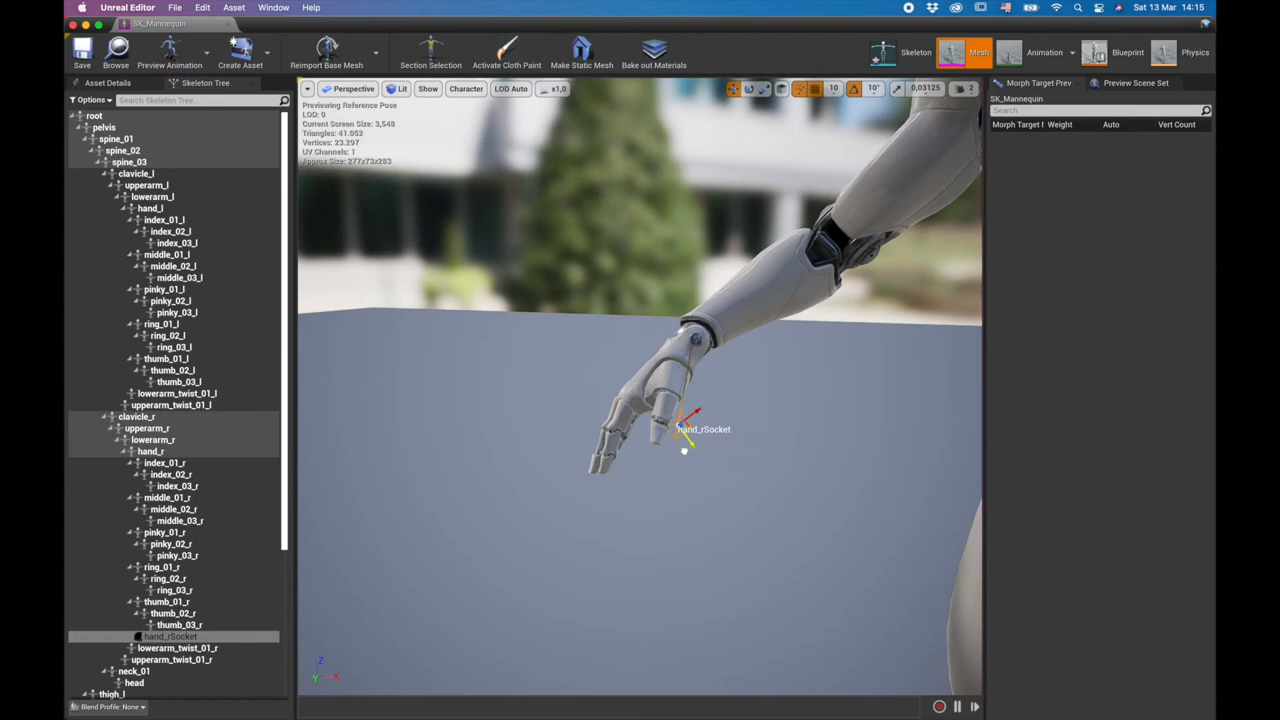 Unreal Engine File Edit Asset Window Help Sat 13 Mar 14:15
SK_Mannequin
Save Browse Preview Animation Create Asset Reimport Base Mesh Section Selection Activate Cloth Paint Make Static Mesh Bake out Materials Skeleton Mesh Animation Blueprint Physics
Asset Details Skeleton Tree
Options Search Skeleton Tree
root
pelvis
spine_01
spine_02
spine_03
clavicle_l
upperarm_l
lowerarm_l
hand_l
index_01_l
index_02_l
index_03_l
middle_01_l
middle_02_l
middle_03_l
pinky_01_l
pinky_02_l
pinky_03_l
ring_01_l
ring_02_l
ring_03_l
thumb_01_l
thumb_02_l
thumb_03_l
lowerarm_twist_01_l
upperarm_twist_01_l
clavicle_r
upperarm_r
lowerarm_r
hand_r
index_01_r
index_02_r
index_03_r
middle_01_r
middle_02_r
middle_03_r
pinky_01_r
pinky_02_r
pinky_03_r
ring_01_r
ring_02_r
ring_03_r
thumb_01_r
thumb_02_r
thumb_03_r
hand_rSocket
lowerarm_twist_01_r
upperarm_twist_01_r
neck_01
head
thigh_l
Blend Profile: None
Perspective Lit Show Character LOD Auto x1,0 10 10° 0,03125 2
Previewing Reference Pose
LOD: 0
Current Screen Size: 3,548
Triangles: 41.052
Vertices: 23.297
UV Channels: 1
Approx Size: 277x73x283
hand_rSocket
Z
Y X
Morph Target Prev Preview Scene Set
SK_Mannequin
Search
Morph Target N Weight Auto Vert Count